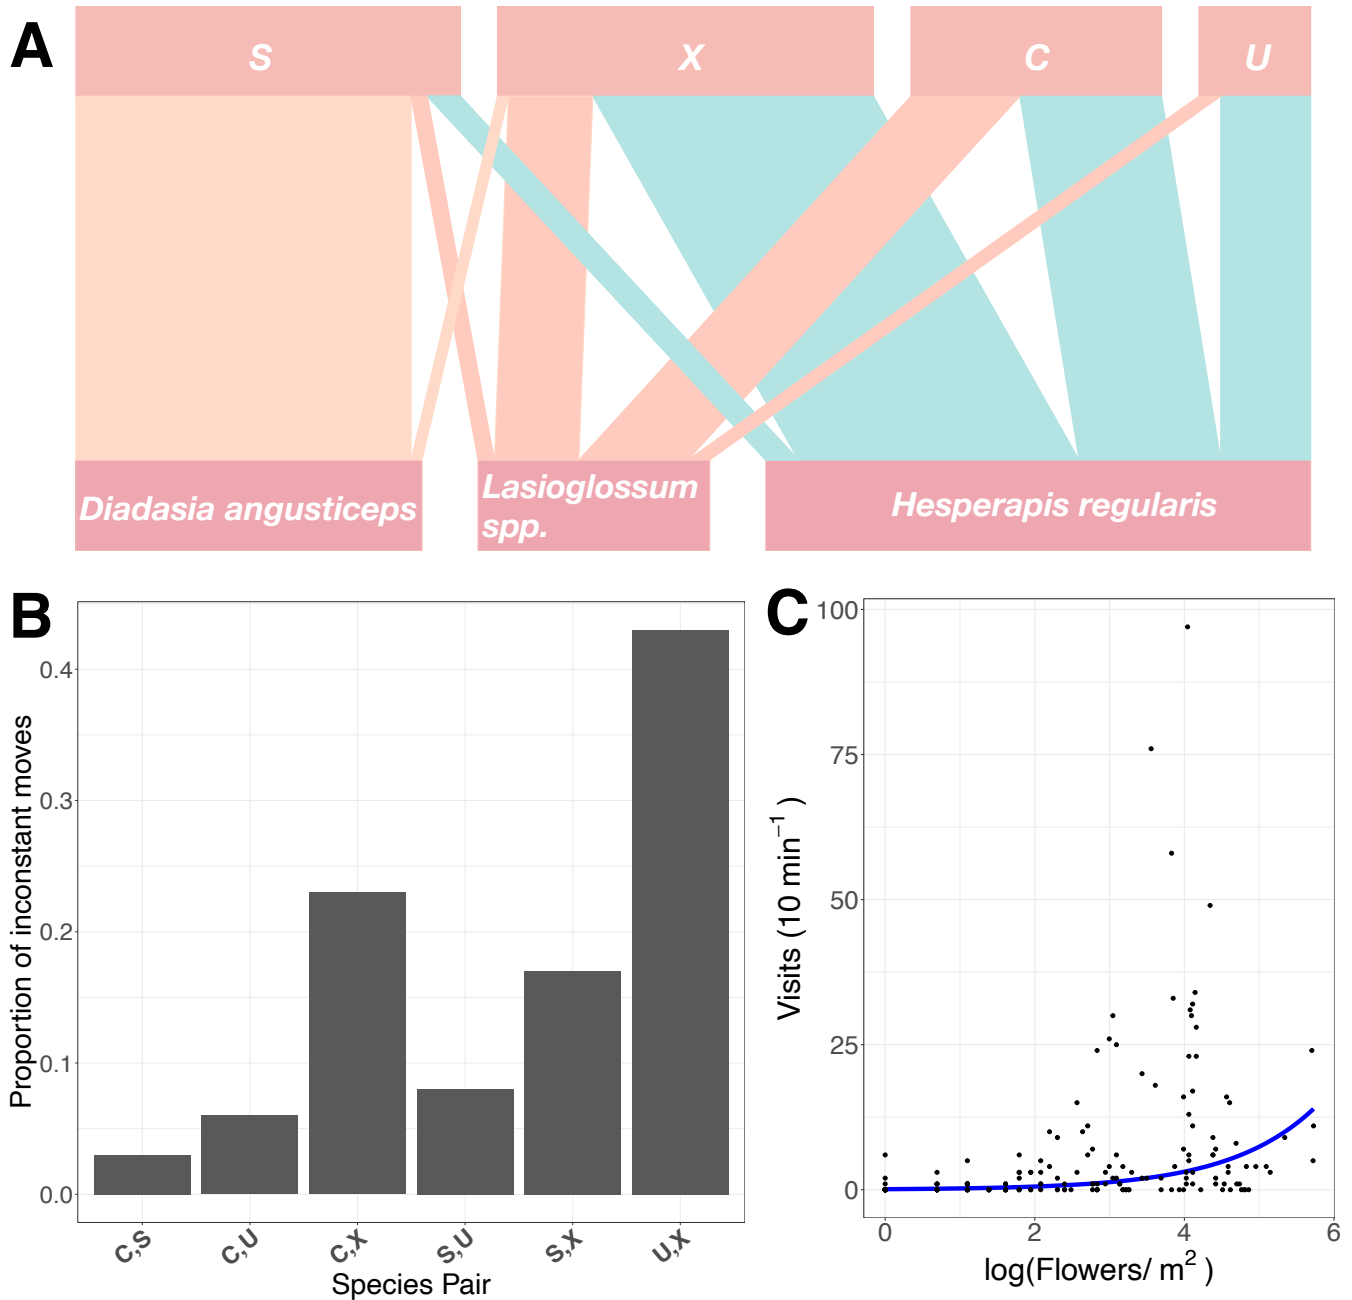 A
S X C U
Diadasia angusticeps
Lasioglossum
spp.
Hesperapis regularis
B
Proportion of inconstant moves
0.4
0.3
0.2
0.1
0.0
C,S C,U C,X S,U S,X U,X
Species Pair
C
Visits (10 min⁻¹)
100
75
50
25
0
0 2 4 6
log(Flowers/ m²)